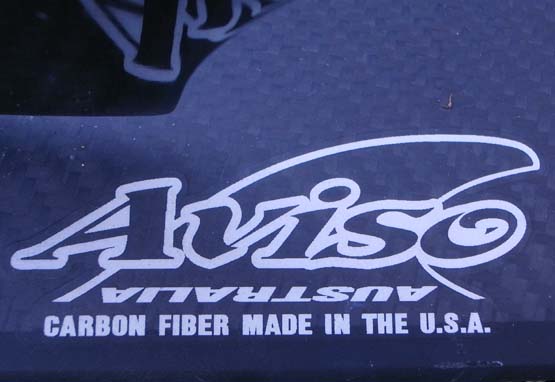 Aviso
AUSTRALIA
CARBON FIBER MADE IN THE U.S.A.